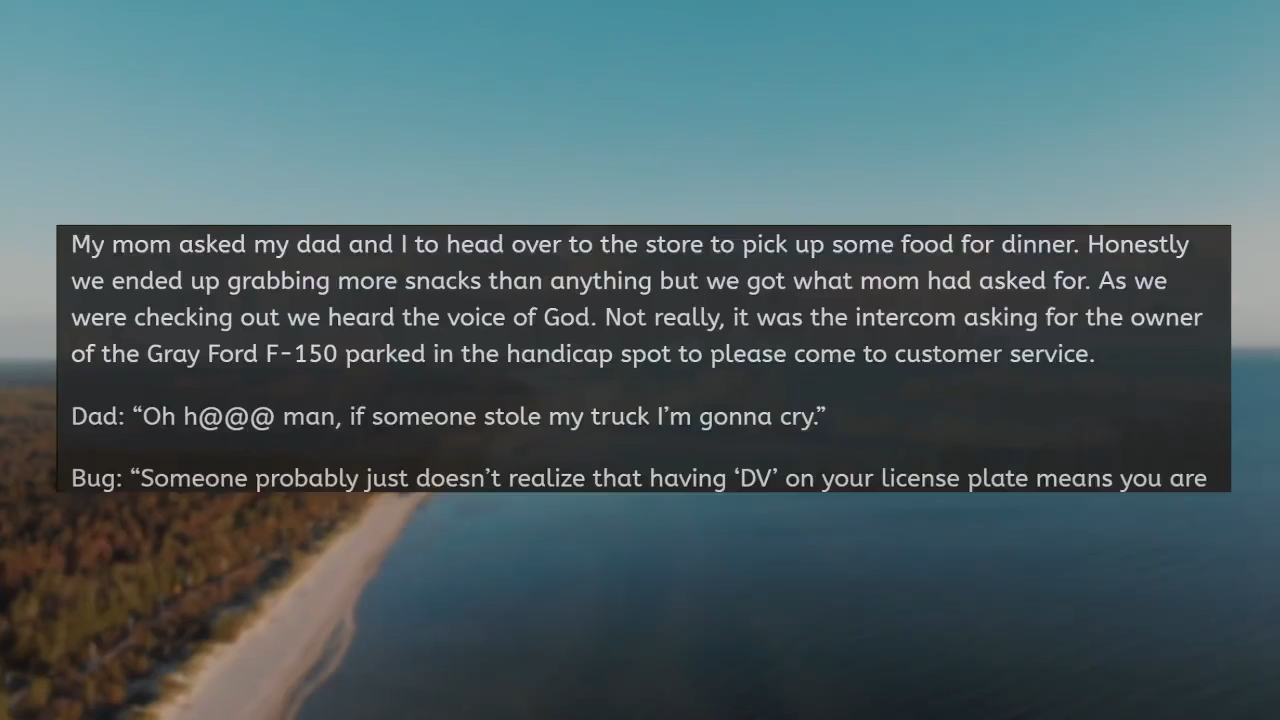 My mom asked my dad and I to head over to the store to pick up some food for dinner. Honestly
we ended up grabbing more snacks than anything but we got what mom had asked for. As we
were checking out we heard the voice of God. Not really, it was the intercom asking for the owner
of the Gray Ford F-150 parked in the handicap spot to please come to customer service.
Dad: “Oh h@@@ man, if someone stole my truck I’m gonna cry.”
Bug: “Someone probably just doesn’t realize that having ‘DV’ on your license plate means you are